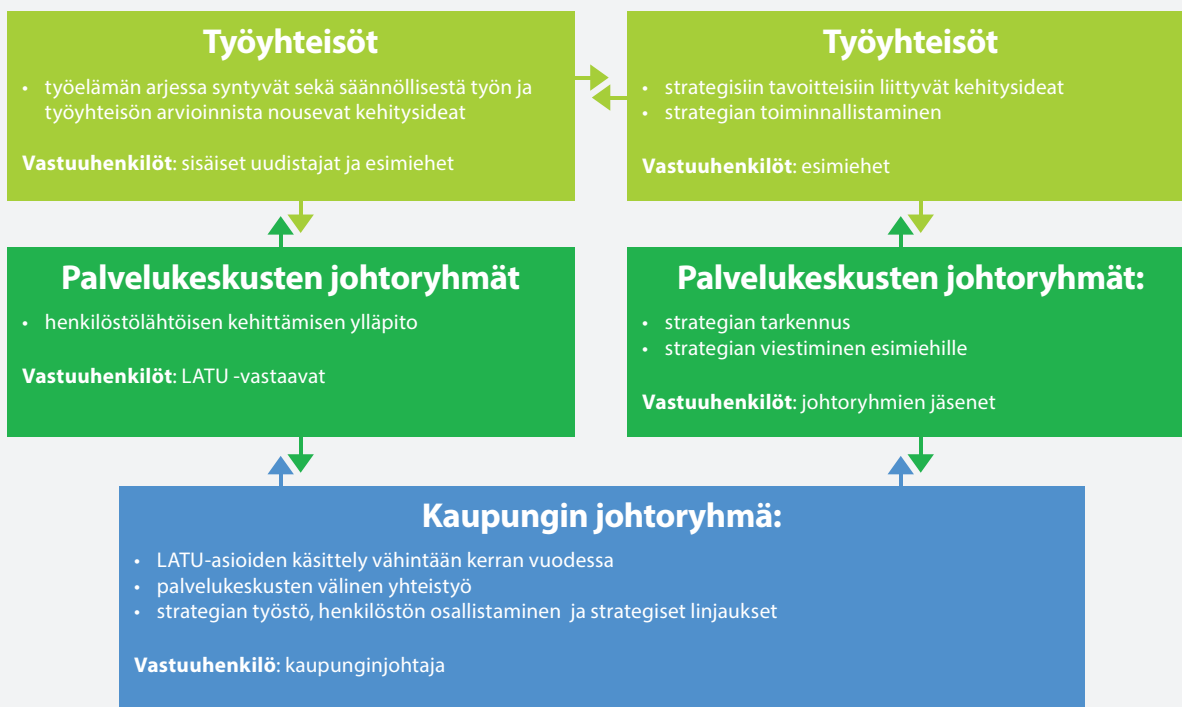 Työyhteisöt
• työelämän arjessa syntyvät sekä säännöllisestä työn ja
työyhteisön arvioinnista nousevat kehitysideat
Vastuuhenkilöt: sisäiset uudistajat ja esimiehet
Työyhteisöt
• strategisiin tavoitteisiin liittyvät kehitysideat
• strategian toiminnallistaminen
Vastuuhenkilöt: esimiehet
Palvelukeskusten johtoryhmät
• henkilöstölähtöisen kehittämisen ylläpito
Vastuuhenkilöt: LATU -vastaavat
Palvelukeskusten johtoryhmät:
• strategian tarkennus
• strategian viestiminen esimiehille
Vastuuhenkilöt: johtoryhmien jäsenet
Kaupungin johtoryhmä:
• LATU-asioiden käsittely vähintään kerran vuodessa
• palvelukeskusten välinen yhteistyö
• strategian työstö, henkilöstön osallistaminen ja strategiset linjaukset
Vastuuhenkilö: kaupunginjohtaja